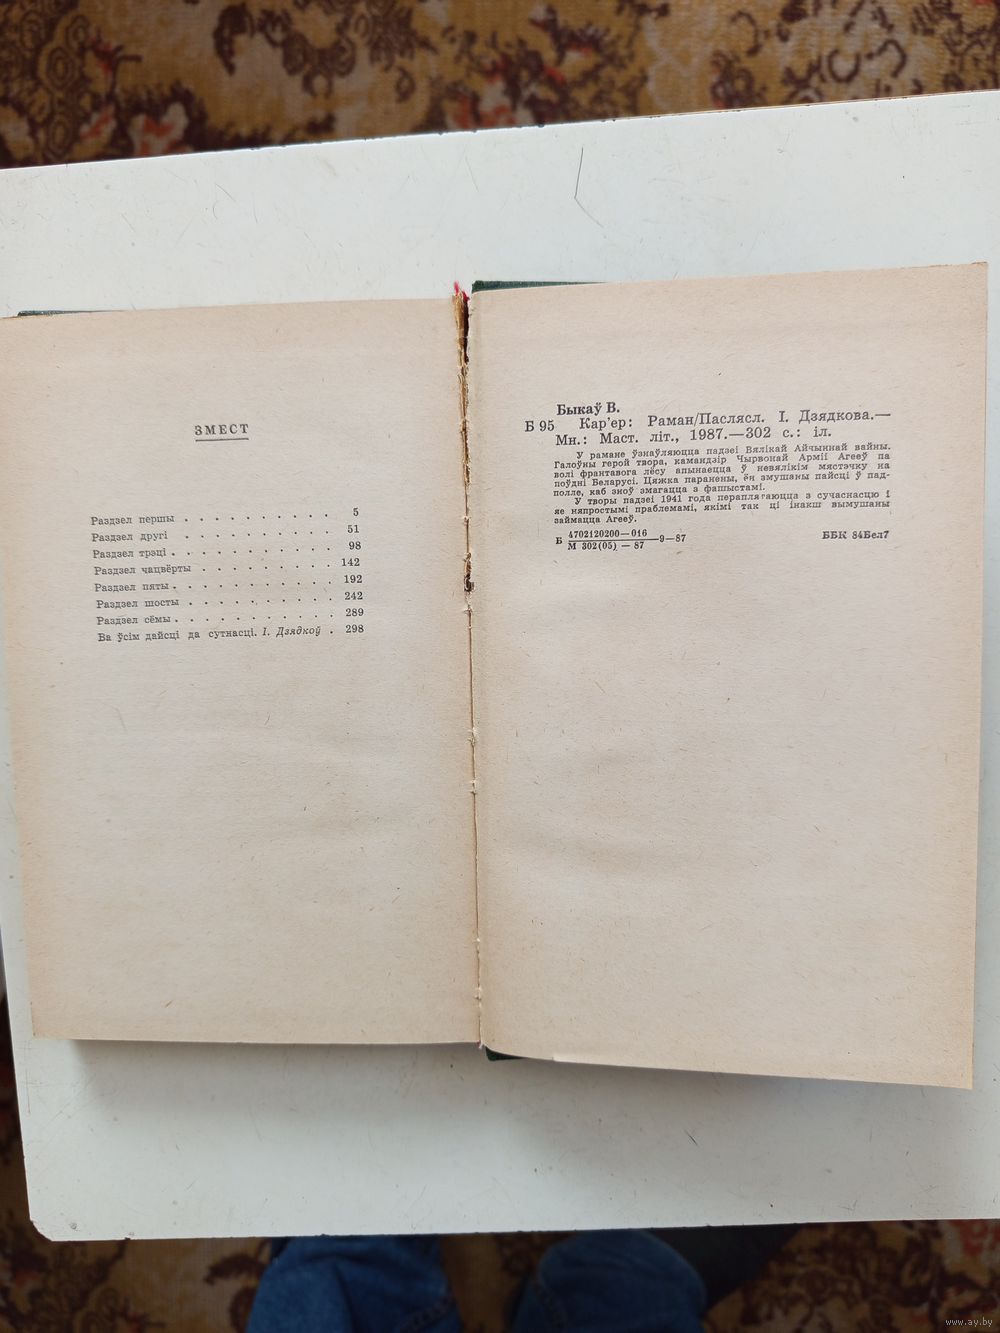 ЗМЕСТ
Раздзел першы . . . . . . . . . . 5
Раздзел другі . . . . . . . . . . 51
Раздзел трэці . . . . . . . . . . 98
Раздзел чацвёрты . . . . . . . . . 142
Раздзел пяты . . . . . . . . . . 192
Раздзел шосты . . . . . . . . . . 242
Раздзел сёмы . . . . . . . . . . 289
Ва ўсім дайсці да сутнасці. І. Дзядкоў . 298
Быкаў В.
Б 95 Кар'ер: Раман/Паслясл. І. Дзядкова.—
Мн.: Маст. літ., 1987.—302 с.: іл.
У рамане ўзнаўляюцца падзеі Вялікай Айчыннай вайны.
Галоўны герой твора, камандзір Чырвонай Арміі Агееў па
волі франтавога лёсу апынаецца ў невялікім мястэчку на
поўдні Беларусі. Цяжка паранены, ён змушаны пайсці ў пад-
полле, каб зноў змагацца з фашыстамі.
У творы падзеі 1941 года пераплятаюцца з сучаснасцю і
яе няпростымі праблемамі, якімі так ці інакш вымушаны
займацца Агееў.
Б 4702120200—016 / М 302(05) — 87 —9—87 ББК 84Бел7
www.ay.by